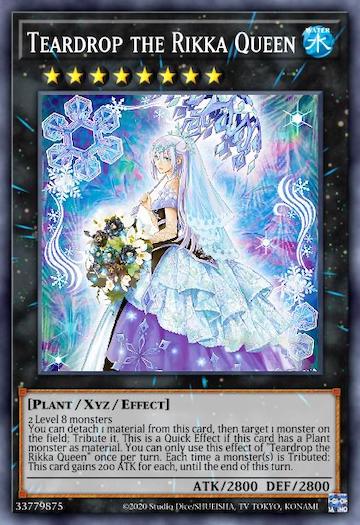 TEARDROP THE RIKKA QUEEN
WATER
水
[PLANT / XYZ / EFFECT]
2 Level 8 monsters
You can detach 1 material from this card, then target 1 monster on
the field; Tribute it. This is a Quick Effect if this card has a Plant
monster as material. You can only use this effect of "Teardrop
the Rikka Queen" once per turn. Each time a monster(s) is Tributed:
This card gains 200 ATK for each, until the end of this turn.
ATK/2800 DEF/2800
33779875
©2020 Studio Dice/SHUEISHA, TV TOKYO, KONAMI